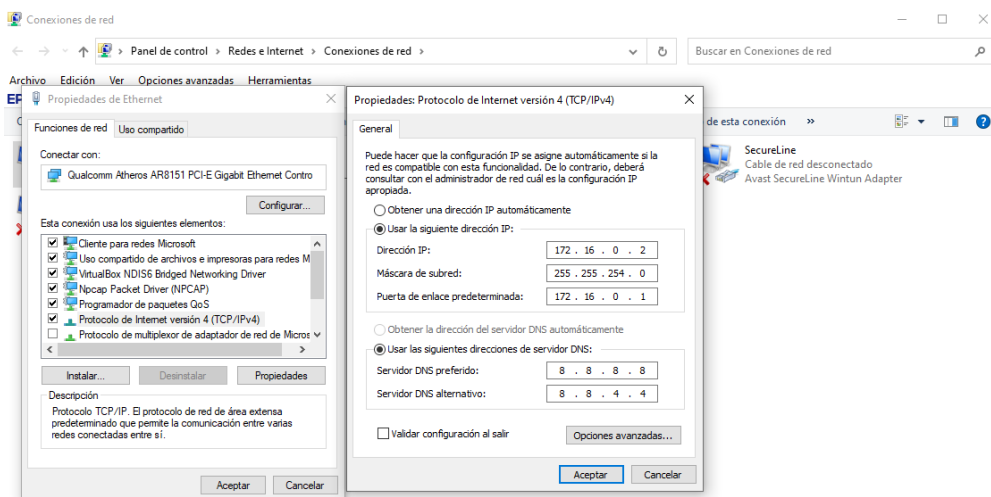 Conexiones de red
Panel de control > Redes e Internet > Conexiones de red >
Buscar en Conexiones de red
Archivo Edición Ver Opciones avanzadas Herramientas
EP
Propiedades de Ethernet
Funciones de red
Uso compartido
Conectar con:
Qualcomm Atheros AR8151 PCI-E Gigabit Ethernet Contro
Configurar...
Esta conexión usa los siguientes elementos:
Cliente para redes Microsoft
Uso compartido de archivos e impresoras para redes M
VirtualBox NDIS6 Bridged Networking Driver
Npcap Packet Driver (NPCAP)
Programador de paquetes QoS
Protocolo de Internet versión 4 (TCP/IPv4)
Protocolo de multiplexor de adaptador de red de Micros
Instalar...
Desinstalar
Propiedades
Descripción
Protocolo TCP/IP. El protocolo de red de área extensa
predeterminado que permite la comunicación entre varias
redes conectadas entre sí.
Aceptar
Cancelar
Propiedades: Protocolo de Internet versión 4 (TCP/IPv4)
General
Puede hacer que la configuración IP se asigne automáticamente si la
red es compatible con esta funcionalidad. De lo contrario, deberá
consultar con el administrador de red cuál es la configuración IP
apropiada.
Obtener una dirección IP automáticamente
Usar la siguiente dirección IP:
Dirección IP: 172 . 16 . 0 . 2
Máscara de subred: 255 . 255 . 254 . 0
Puerta de enlace predeterminada: 172 . 16 . 0 . 1
Obtener la dirección del servidor DNS automáticamente
Usar las siguientes direcciones de servidor DNS:
Servidor DNS preferido: 8 . 8 . 8 . 8
Servidor DNS alternativo: 8 . 8 . 4 . 4
Validar configuración al salir
Opciones avanzadas...
Aceptar
Cancelar
de esta conexión »
SecureLine
Cable de red desconectado
Avast SecureLine Wintun Adapter